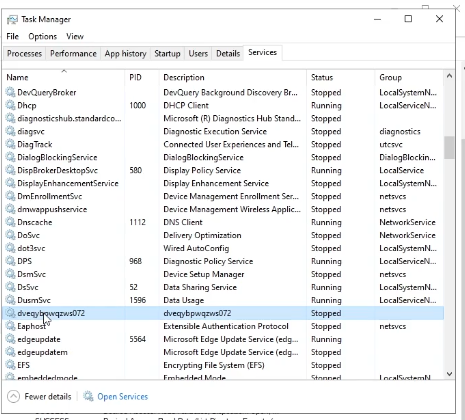 Task Manager
File Options View
Processes Performance App history Startup Users Details Services
Name PID Description Status Group
DevQueryBroker DevQuery Background Discovery Br... Stopped LocalSystemN...
Dhcp 1000 DHCP Client Running LocalServiceN...
diagnosticshub.standardco... Microsoft (R) Diagnostics Hub Stand... Stopped
diagsvc Diagnostic Execution Service Stopped diagnostics
DiagTrack Connected User Experiences and Tel... Stopped utcsvc
DialogBlockingService DialogBlockingService Stopped DialogBlockin...
DispBrokerDesktopSvc 580 Display Policy Service Running LocalService
DisplayEnhancementService Display Enhancement Service Stopped LocalSystemN...
DmEnrollmentSvc Device Management Enrollment Ser... Stopped netsvcs
dmwappushservice Device Management Wireless Applic... Stopped netsvcs
Dnscache 1112 DNS Client Running NetworkService
DoSvc Delivery Optimization Stopped NetworkService
dot3svc Wired AutoConfig Stopped LocalSystemN...
DPS 968 Diagnostic Policy Service Running LocalServiceN...
DsmSvc Device Setup Manager Stopped netsvcs
DsSvc 52 Data Sharing Service Running LocalSystemN...
DusmSvc 1596 Data Usage Running LocalServiceN...
dveqybpwqzws072 dveqybpwqzws072 Stopped
Eaphost Extensible Authentication Protocol Stopped netsvcs
edgeupdate 5564 Microsoft Edge Update Service (edg... Running
edgeupdatem Microsoft Edge Update Service (edg... Stopped
EFS Encrypting File System (EFS) Stopped
embeddedmode Embedded Mode Stopped LocalSystemN...
Fewer details Open Services